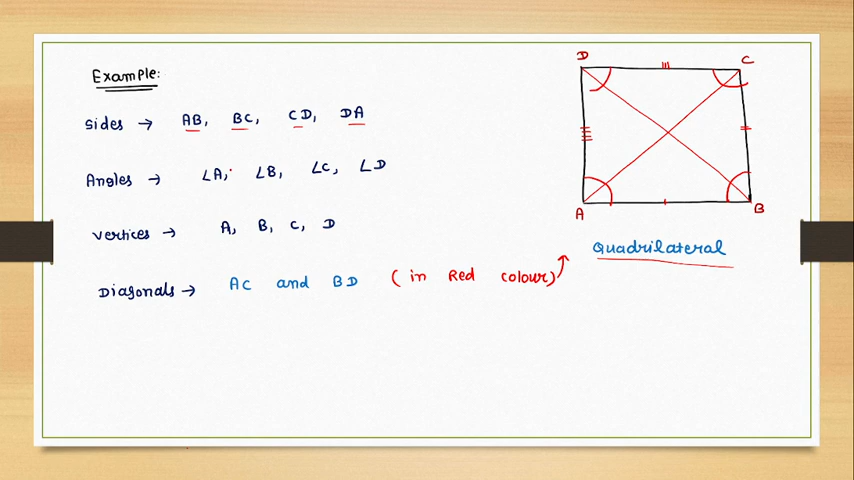 Example:
Sides → AB, BC, CD, DA
Angles → ∠A, ∠B, ∠C, ∠D
Vertices → A, B, C, D
Diagonals → AC and BD (in Red colour)
D
C
A
B
Quadrilateral